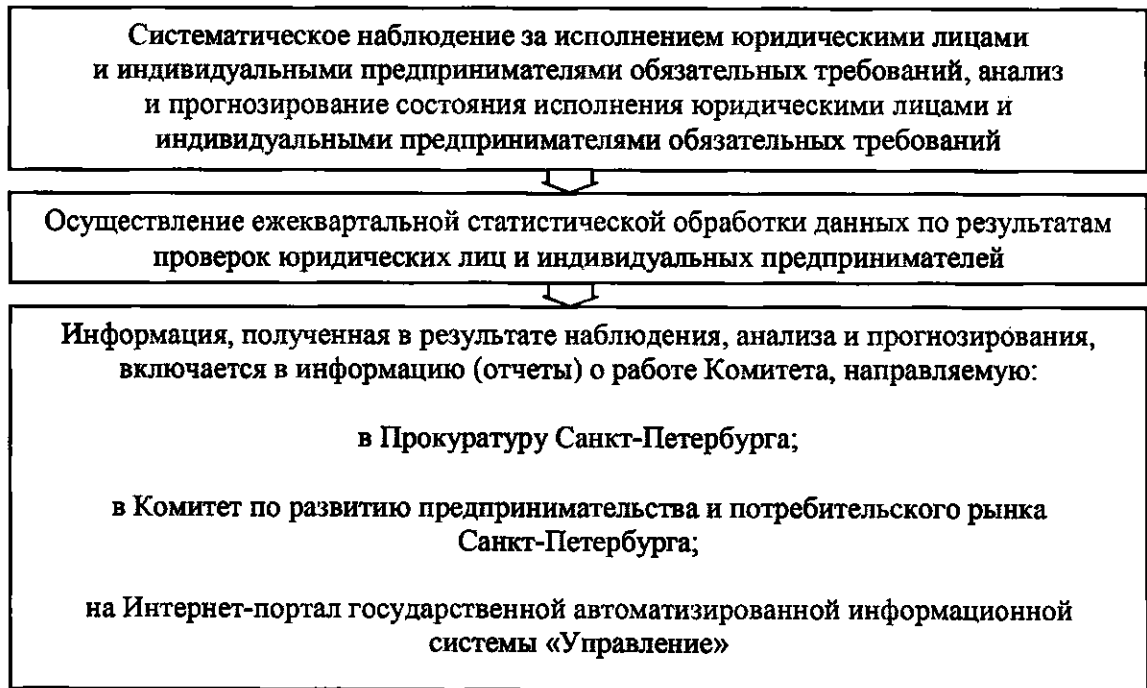 Систематическое наблюдение за исполнением юридическими лицами
и индивидуальными предпринимателями обязательных требований, анализ
и прогнозирование состояния исполнения юридическими лицами и
индивидуальными предпринимателями обязательных требований
Осуществление ежеквартальной статистической обработки данных по результатам
проверок юридических лиц и индивидуальных предпринимателей
Информация, полученная в результате наблюдения, анализа и прогнозирования,
включается в информацию (отчеты) о работе Комитета, направляемую:
в Прокуратуру Санкт-Петербурга;
в Комитет по развитию предпринимательства и потребительского рынка
Санкт-Петербурга;
на Интернет-портал государственной автоматизированной информационной
системы «Управление»